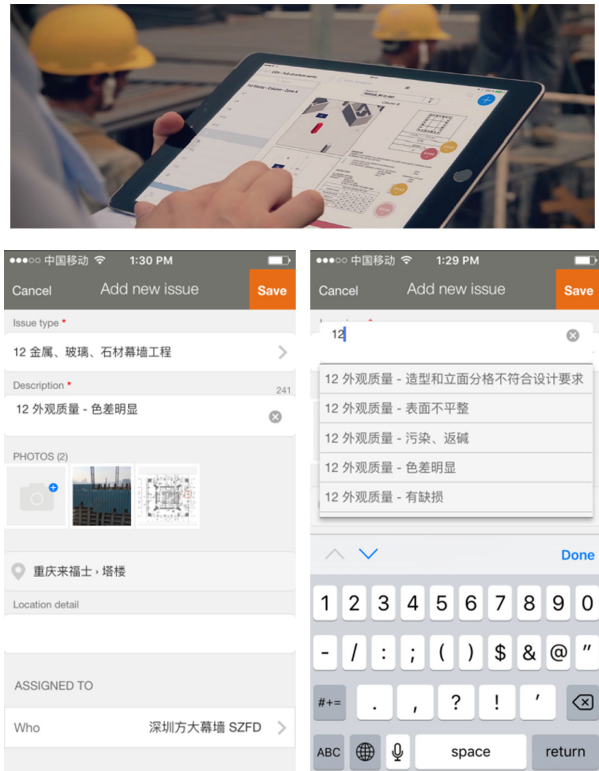 中国移动 1:30 PM
Cancel Add new issue Save
Issue type *
12 金属、玻璃、石材幕墙工程
Description *
241
12 外观质量 - 色差明显
PHOTOS (2)
重庆来福士 › 塔楼
Location detail
ASSIGNED TO
Who 深圳方大幕墙 SZFD
中国移动 1:29 PM
Cancel Add new issue Save
12
12 外观质量 - 造型和立面分格不符合设计要求
12 外观质量 - 表面不平整
12 外观质量 - 污染、返碱
12 外观质量 - 色差明显
12 外观质量 - 有缺损
Done
1 2 3 4 5 6 7 8 9 0
- / : ; ( ) $ & @ "
#+= . , ? ! ' 
ABC space return